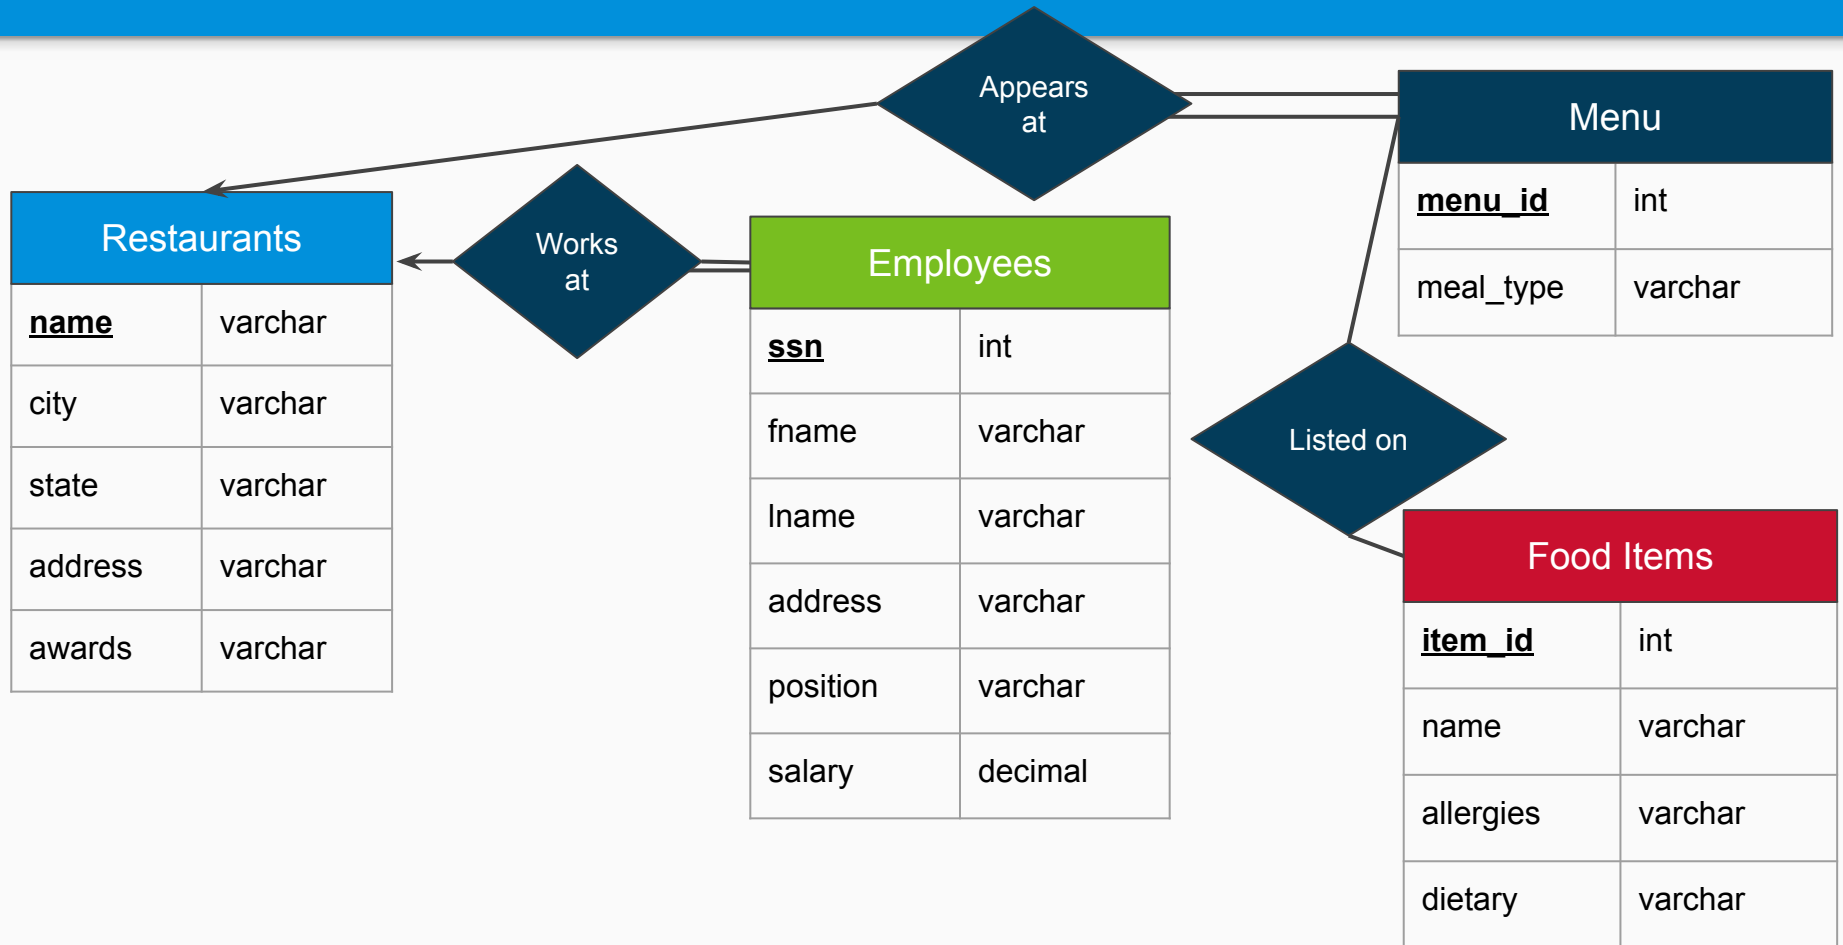 Appears
at
Menu
menu_id int
meal_type varchar
Restaurants
name varchar
city varchar
state varchar
address varchar
awards varchar
Works
at
Employees
ssn int
fname varchar
lname varchar
address varchar
position varchar
salary decimal
Listed on
Food Items
item_id int
name varchar
allergies varchar
dietary varchar